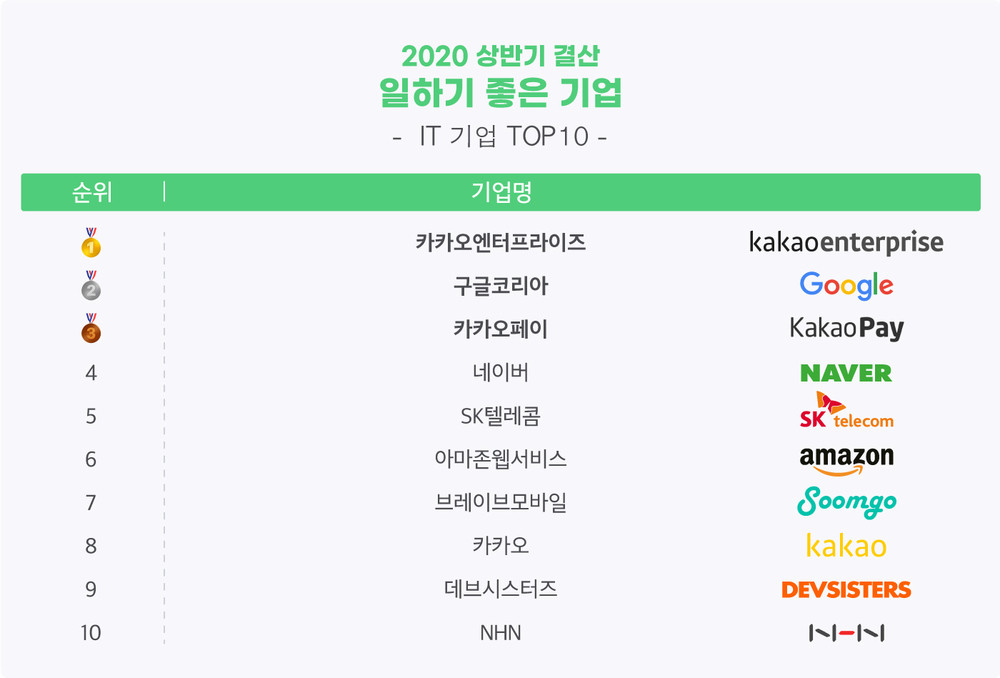 2020 상반기 결산
일하기 좋은 기업
- IT 기업 TOP10 -
순위 기업명
1 카카오엔터프라이즈 kakaoenterprise
2 구글코리아 Google
3 카카오페이 KakaoPay
4 네이버 NAVER
5 SK텔레콤 SK telecom
6 아마존웹서비스 amazon
7 브레이브모바일 Soomgo
8 카카오 kakao
9 데브시스터즈 DEVSISTERS
10 NHN NHN